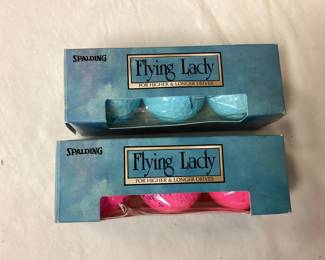 SPALDING
Flying Lady
FOR HIGHER & LONGER DRIVES
SPALDING
Flying Lady
FOR HIGHER & LONGER DRIVES